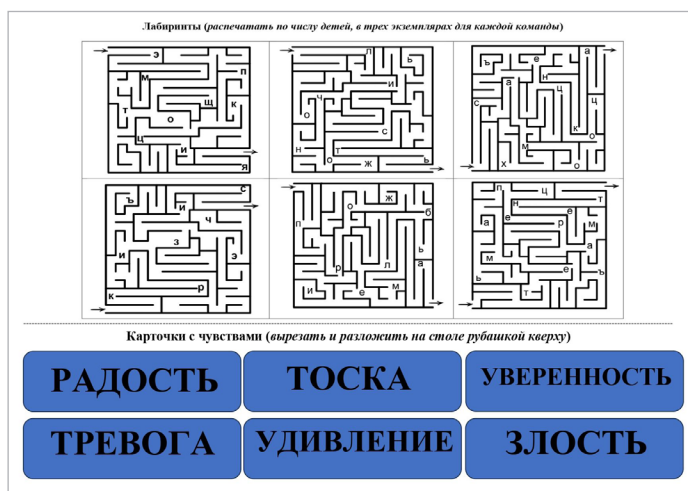 Лабиринты (распечатать по числу детей, в трех экземплярах для каждой команды)
э
м п
т щ к
о
ц и
я
л ь
и
ч
о с
н т
о ж ь
а
ъ е
а н
с ц ц
к о
м
х о
с
ъ и
ч
з
и э
р
к
ж
о б
п
ь
р л а
и е м
п ц
н т
е е
а р м
а
м е ъ
ь т
Карточки с чувствами (вырезать и разложить на столе рубашкой кверху)
РАДОСТЬ ТОСКА УВЕРЕННОСТЬ
ТРЕВОГА УДИВЛЕНИЕ ЗЛОСТЬ